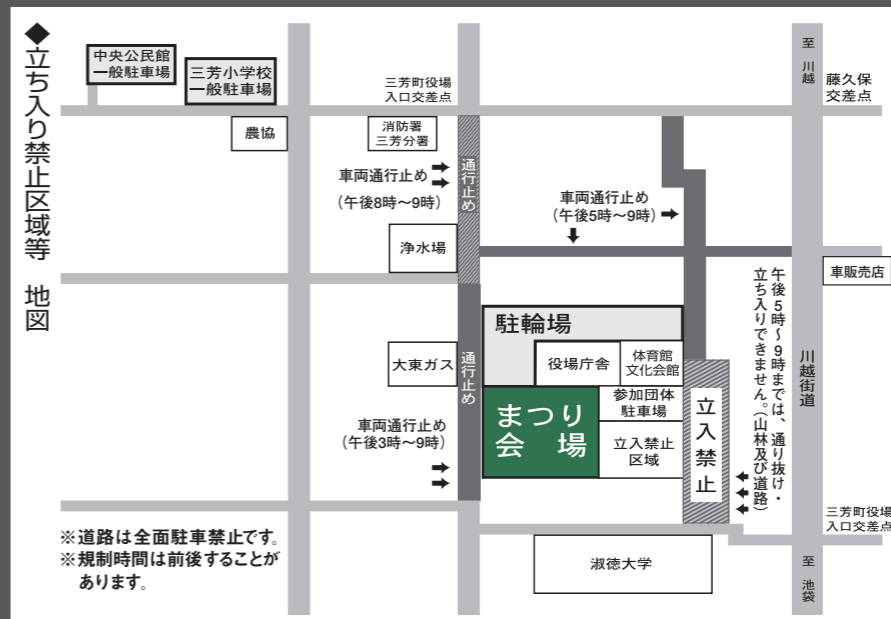 ◆立ち入り禁止区域等　地図
中央公民館
一般駐車場
三芳小学校
一般駐車場
三芳町役場
入口交差点
至　川越
藤久保
交差点
農協
消防署
三芳分署
通行止め
車両通行止め
(午後8時〜9時)
車両通行止め
(午後5時〜9時)
浄水場
車販売店
午後5時〜9時までは、通り抜け・
立ち入りできません。(山林及び道路)
川越街道
駐輪場
大東ガス
通行止め
役場庁舎
体育館
文化会館
まつり
会　場
参加団体
駐車場
立入禁止
区域
立入禁止
車両通行止め
(午後3時〜9時)
三芳町役場
入口交差点
※道路は全面駐車禁止です。
※規制時間は前後することが
あります。
淑徳大学
至　池袋